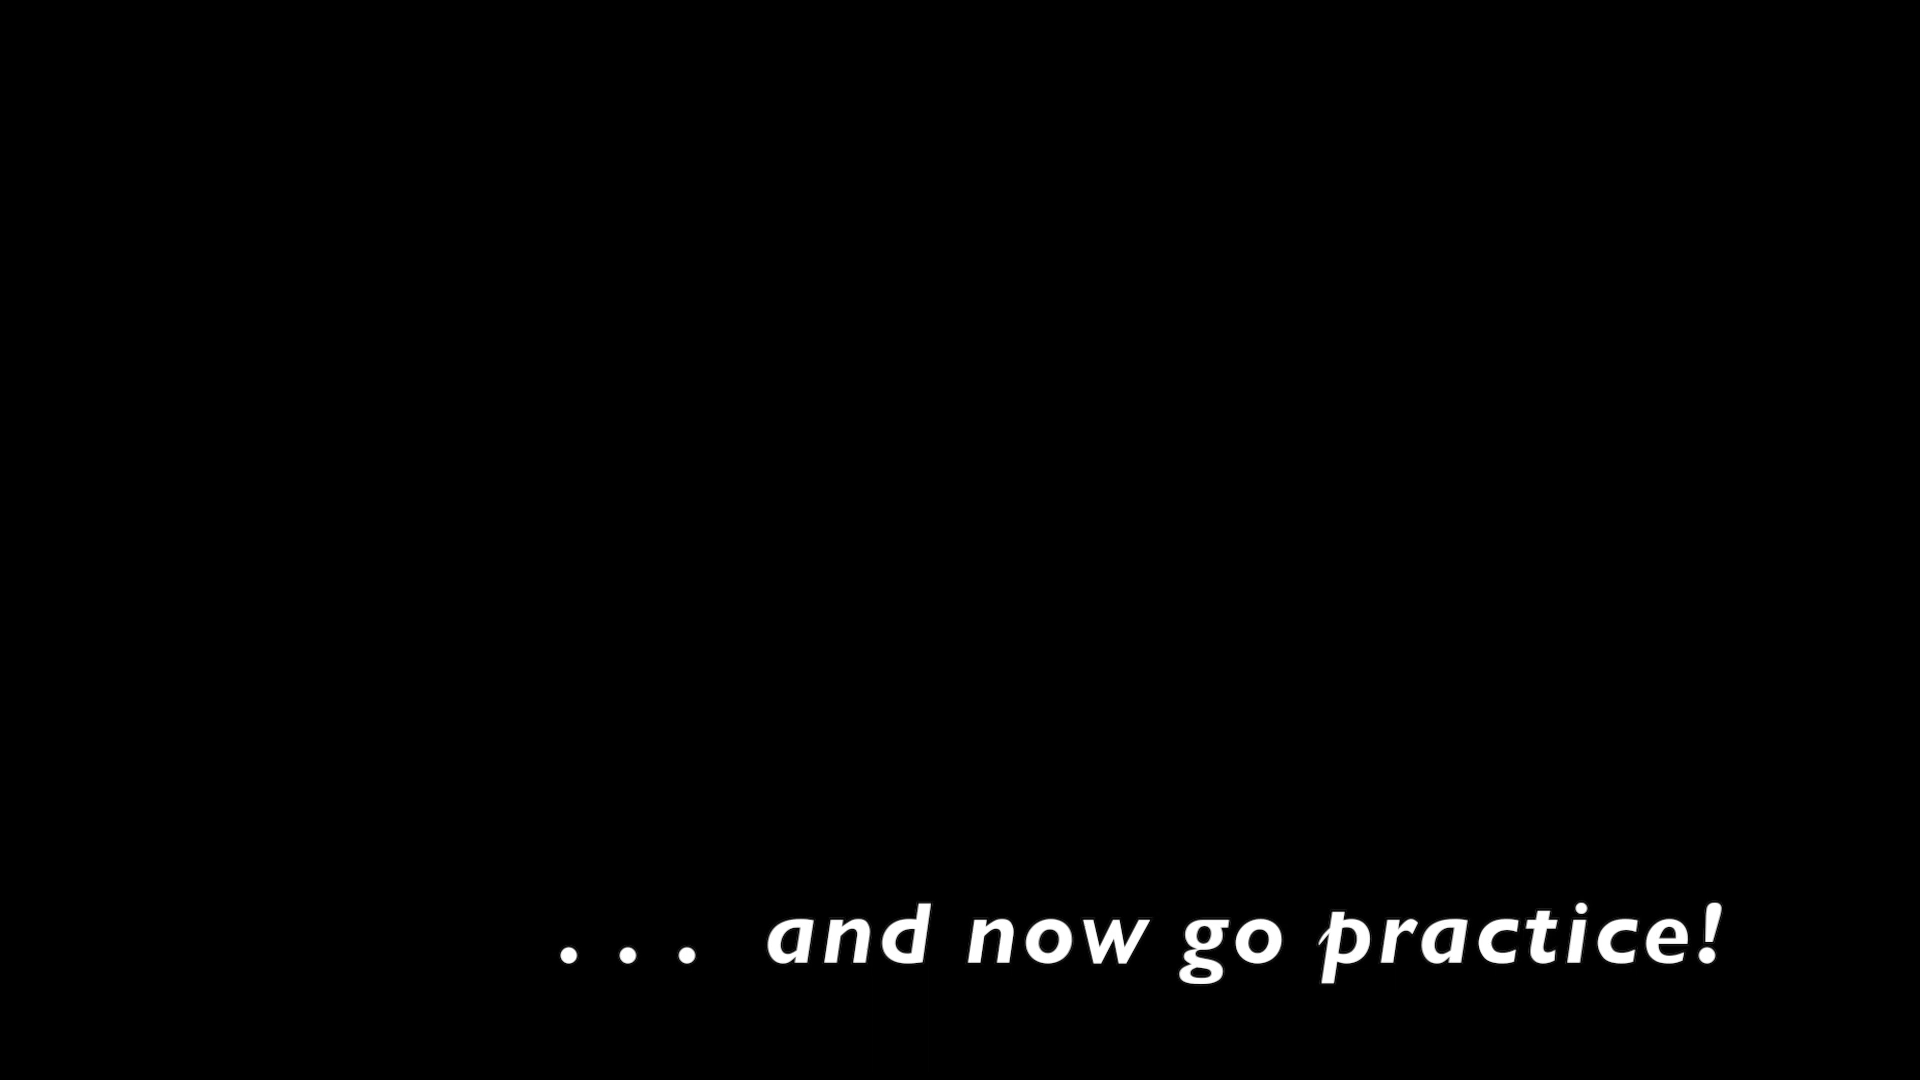 . . . and now go practice!